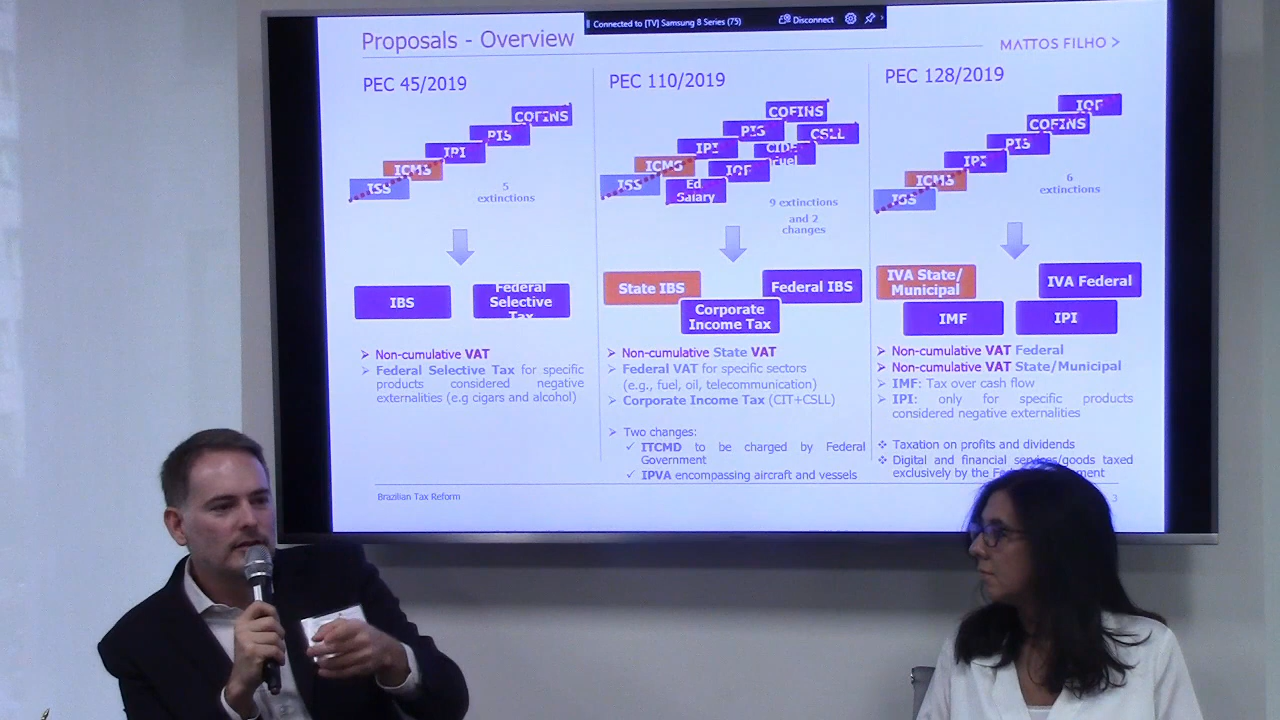 Connected to [TV] Samsung 8 Series (75)
Disconnect
Proposals - Overview
MATTOS FILHO >
PEC 45/2019
COFINS
PIS
IPI
ICMS
ISS
5
extinctions
IBS
Federal
Selective
Tax
➢ Non-cumulative VAT
➢ Federal Selective Tax for specific
products considered negative
externalities (e.g cigars and alcohol)
PEC 110/2019
COFINS
PIS
CSLL
IPI
CIDE
Fuel
ICMS
IOF
ISS
Ed
Salary
9 extinctions
and 2
changes
State IBS
Federal IBS
Corporate
Income Tax
➢ Non-cumulative State VAT
➢ Federal VAT for specific sectors
(e.g., fuel, oil, telecommunication)
➢ Corporate Income Tax (CIT+CSLL)
➢ Two changes:
✓ ITCMD to be charged by Federal
Government
✓ IPVA encompassing aircraft and vessels
PEC 128/2019
IOF
COFINS
PIS
IPI
ICMS
ISS
6
extinctions
IVA State/
Municipal
IVA Federal
IMF
IPI
➢ Non-cumulative VAT Federal
➢ Non-cumulative VAT State/Municipal
➢ IMF: Tax over cash flow
➢ IPI: only for specific products
considered negative externalities
❖ Taxation on profits and dividends
❖ Digital and financial services/goods taxed
exclusively by the
Brazilian Tax Reform
3